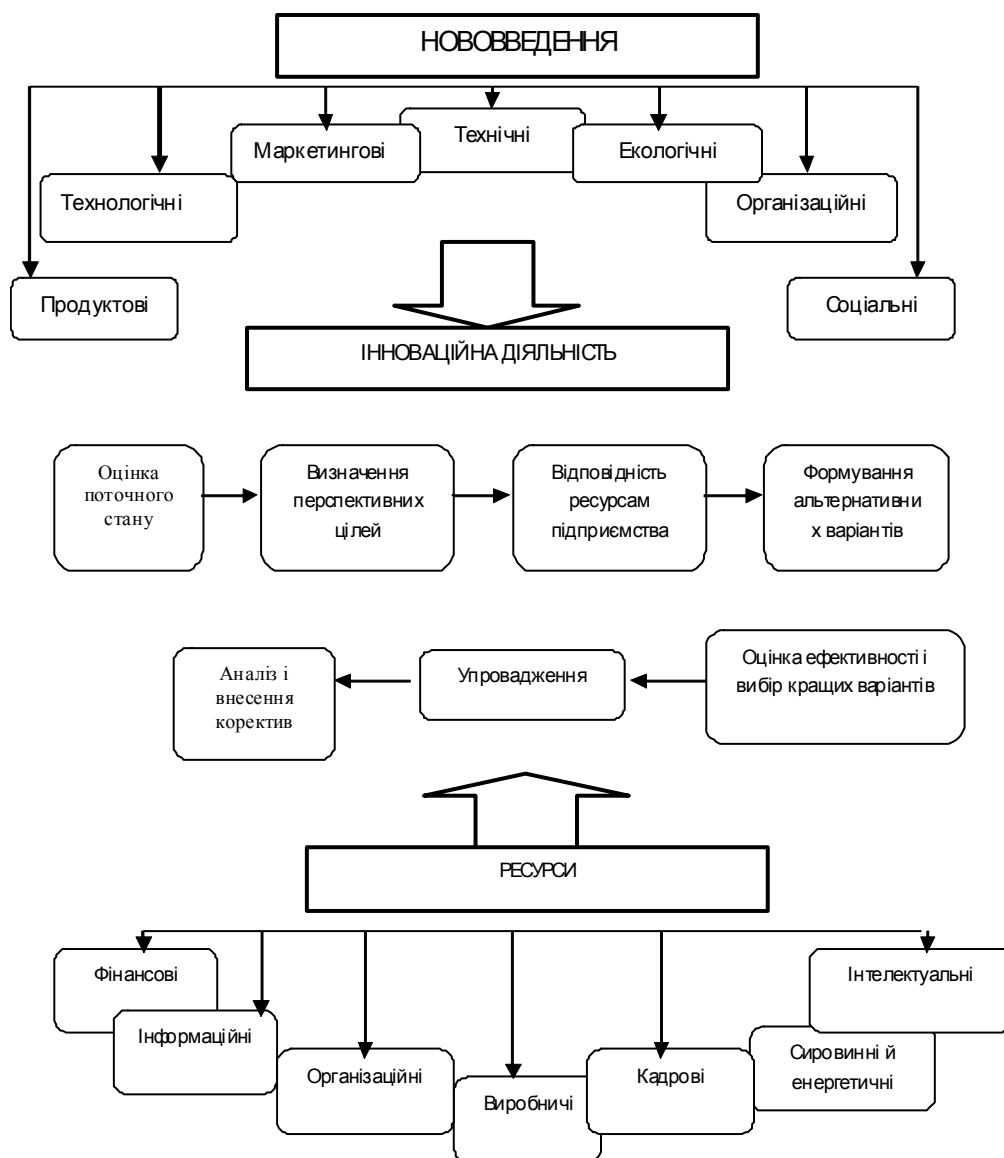 НОВОВВЕДЕННЯ
Технічні
Маркетингові
Екологічні
Технологічні
Організаційні
Продуктові
Соціальні
ІННОВАЦІЙНА ДІЯЛЬНІСТЬ
Оцінка
поточного
стану
Визначення
перспективних
цілей
Відповідність
ресурсам
підприємства
Формування
альтернативни
х варіантів
Аналіз і
внесення
коректив
Упровадження
Оцінка ефективності і
вибір кращих варіантів
РЕСУРСИ
Фінансові
Інформаційні
Організаційні
Виробничі
Кадрові
Сировинні й
енергетичні
Інтелектуальні